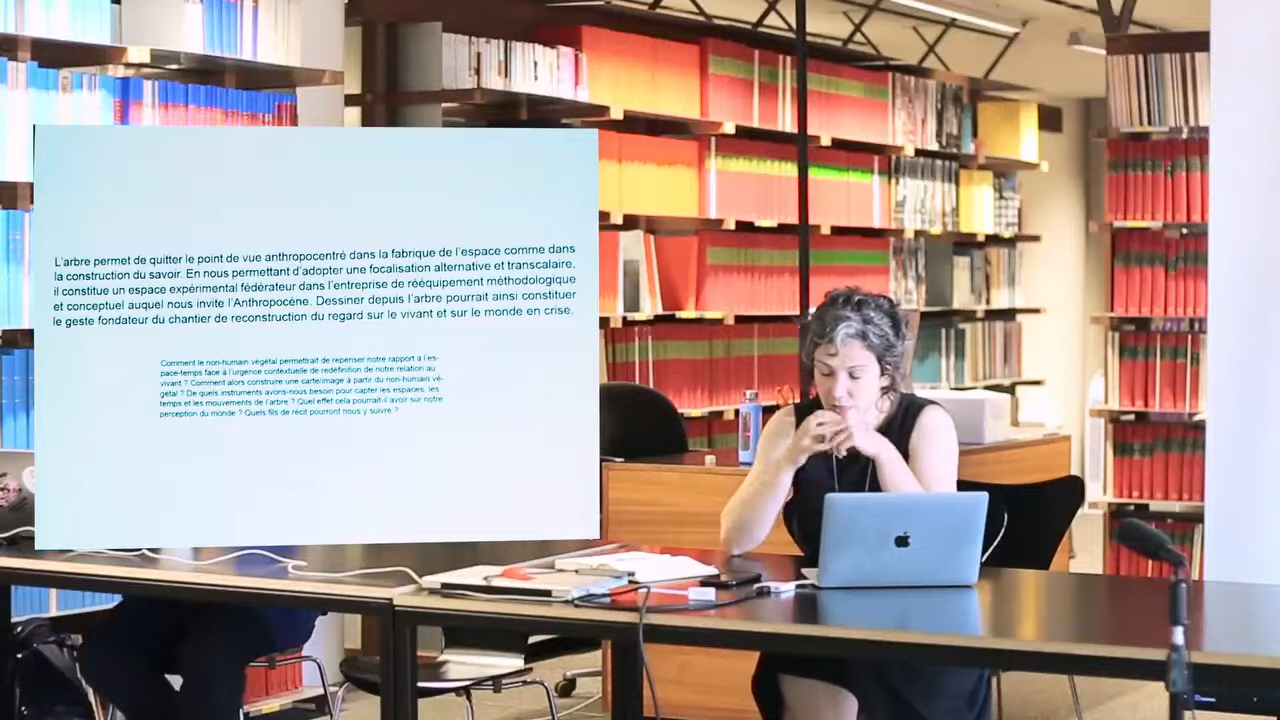 L'arbre permet de quitter le point de vue anthropocentré dans la fabrique de l'espace comme dans
la construction du savoir. En nous permettant d'adopter une focalisation alternative et transcalaire,
il constitue un espace expérimental fédérateur dans l'entreprise de rééquipement méthodologique
et conceptuel auquel nous invite l'Anthropocène. Dessiner depuis l'arbre pourrait ainsi constituer
le geste fondateur du chantier de reconstruction du regard sur le vivant et sur le monde en crise.
Comment le non-humain végétal permettrait de repenser notre rapport à l'es-
pace-temps face à l'urgence contextuelle de redéfinition de notre relation au
vivant ? Comment alors construire une carte/image à partir du non-humain vé-
gétal ? De quels instruments avons-nous besoin pour capter les espaces, les
temps et les mouvements de l'arbre ? Quel effet cela pourrait-il avoir sur notre
perception du monde ? Quels fils de récit pourront nous y suivre ?